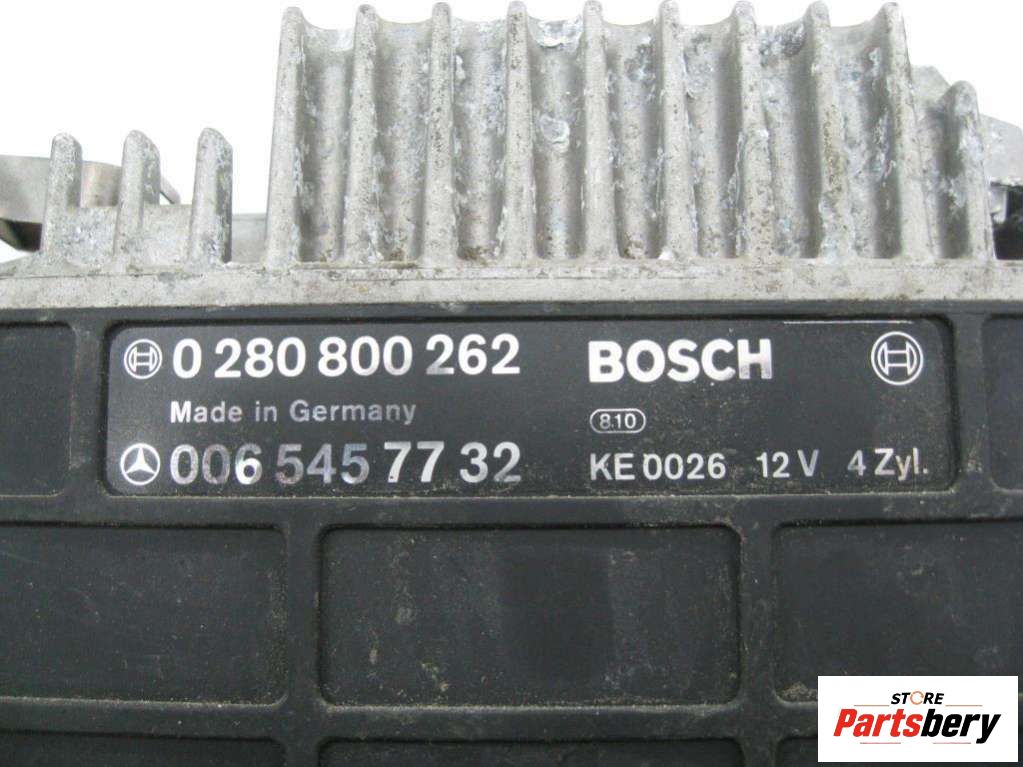 0 280 800 262
BOSCH
Made in Germany
8.10
006 545 77 32
KE 0026 12 V 4 Zyl.
STORE
Partsbery